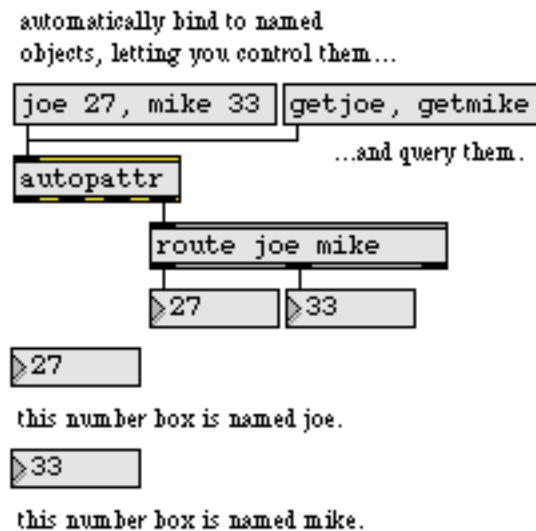 automatically bind to named
objects, letting you control them...
joe 27, mike 33
getjoe, getmike
...and query them.
autopattr
route joe mike
27
33
27
this number box is named joe.
33
this number box is named mike.